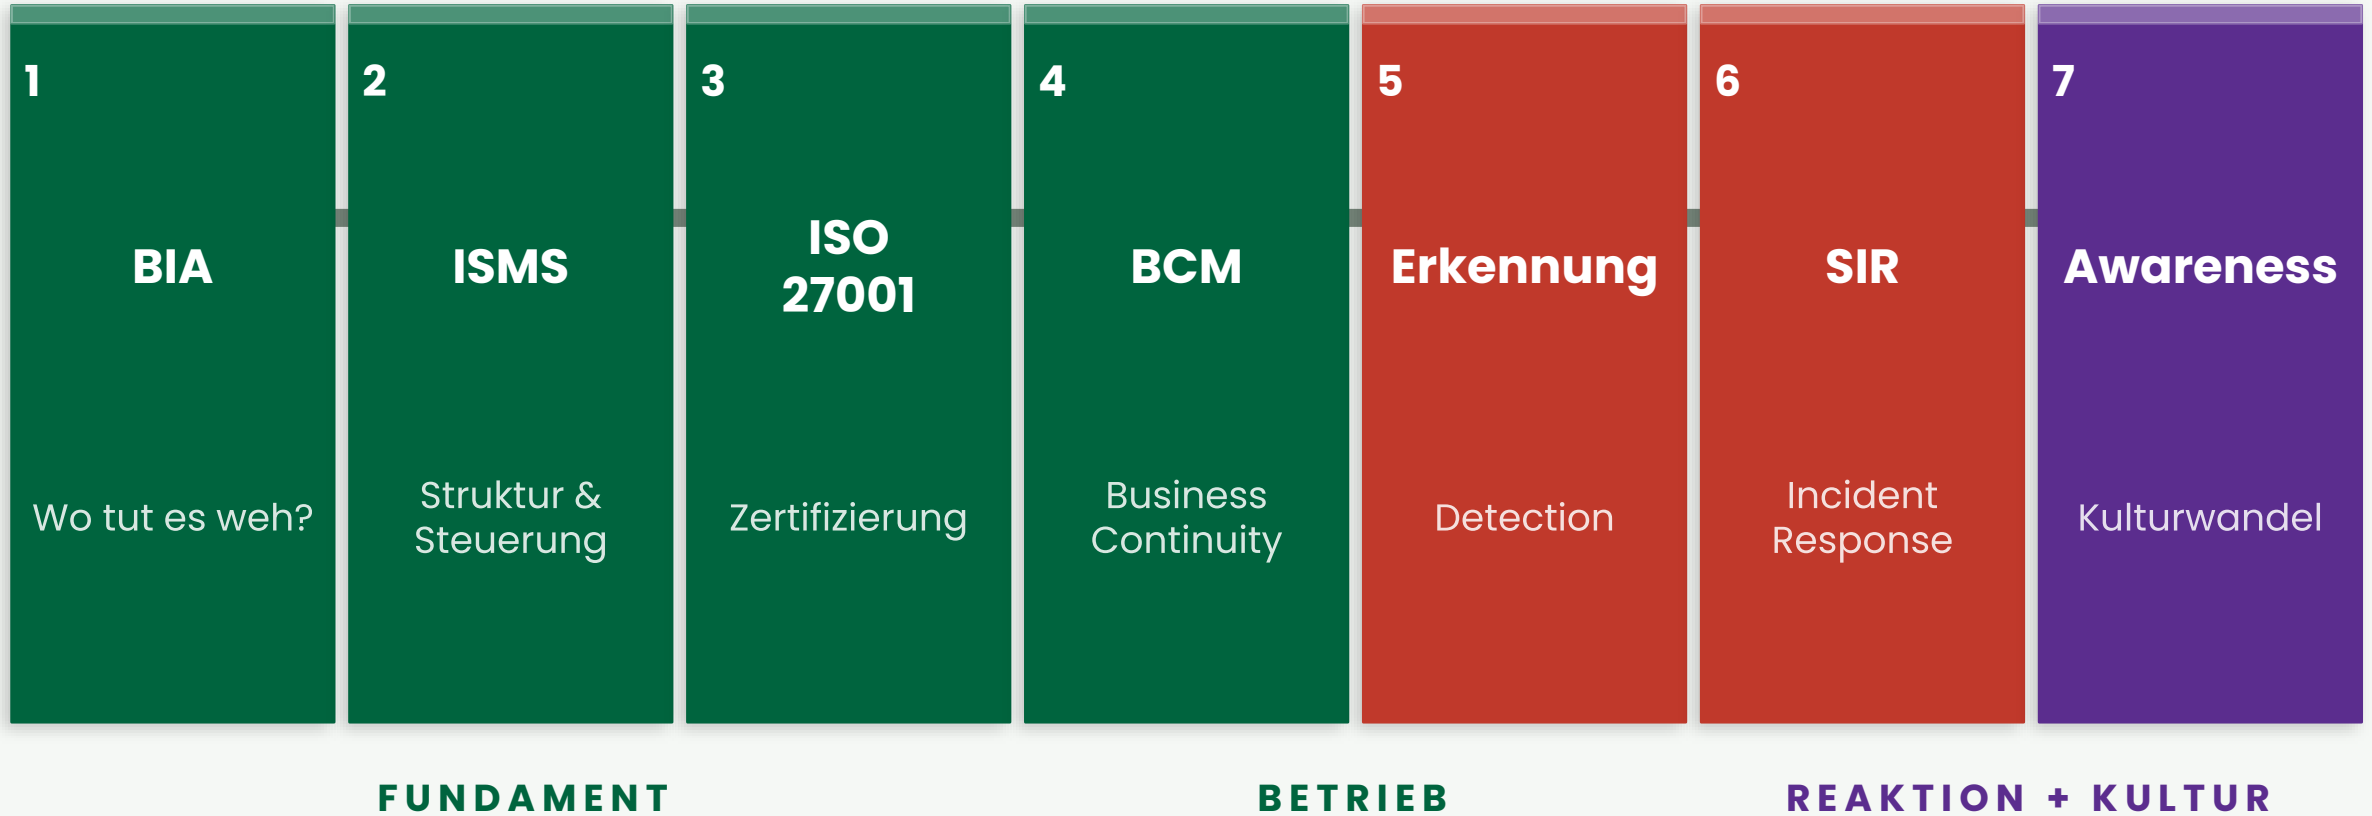 1
BIA
Wo tut es weh?
2
ISMS
Struktur &
Steuerung
3
ISO
27001
Zertifizierung
4
BCM
Business
Continuity
5
Erkennung
Detection
6
SIR
Incident
Response
7
Awareness
Kulturwandel
FUNDAMENT
BETRIEB
REAKTION + KULTUR